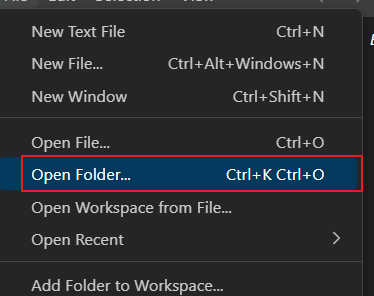 File Edit Selection View
New Text File Ctrl+N
New File... Ctrl+Alt+Windows+N
New Window Ctrl+Shift+N
Open File... Ctrl+O
Open Folder... Ctrl+K Ctrl+O
Open Workspace from File...
Open Recent
Add Folder to Workspace...